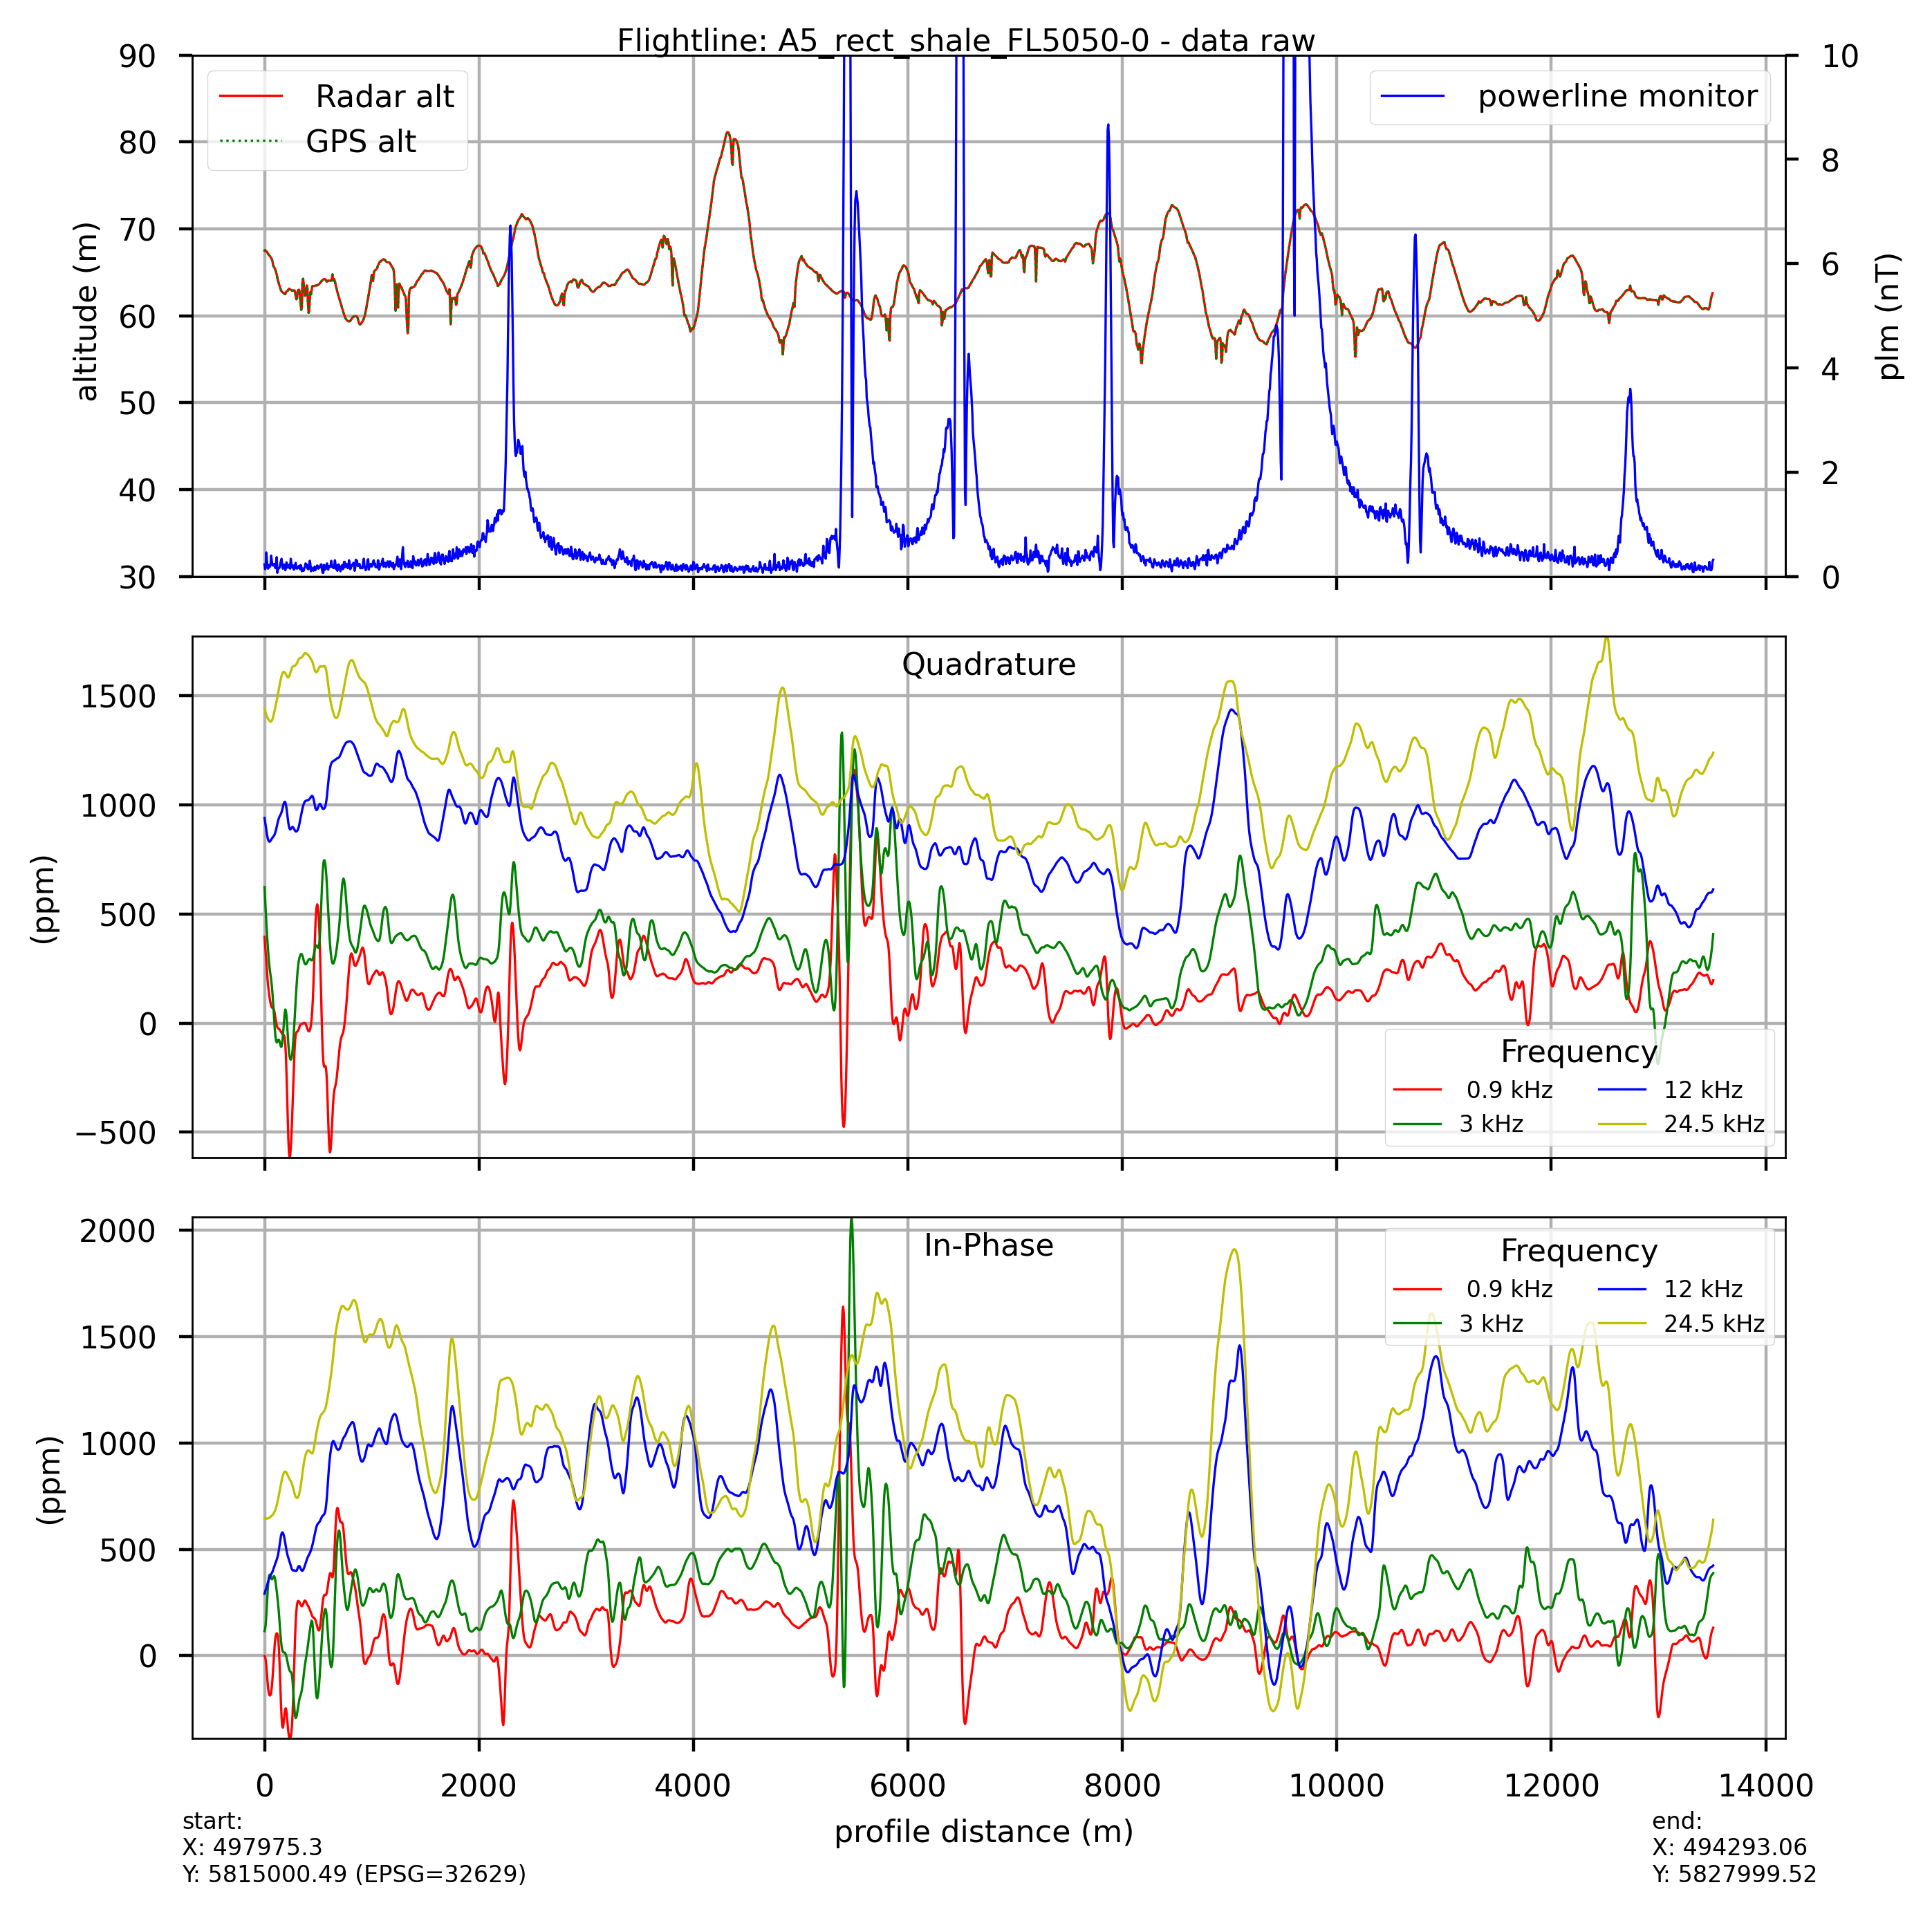 Flightline: A5_rect_shale_FL5050-0 - data raw
90
80
70
60
50
40
30
altitude (m)
Radar alt
GPS alt
powerline monitor
10
8
6
4
2
0
plm (nT)
Quadrature
1500
1000
500
0
−500
(ppm)
Frequency
0.9 kHz
3 kHz
12 kHz
24.5 kHz
In-Phase
2000
1500
1000
500
0
(ppm)
Frequency
0.9 kHz
3 kHz
12 kHz
24.5 kHz
0 2000 4000 6000 8000 10000 12000 14000
profile distance (m)
start:
X: 497975.3
Y: 5815000.49 (EPSG=32629)
end:
X: 494293.06
Y: 5827999.52